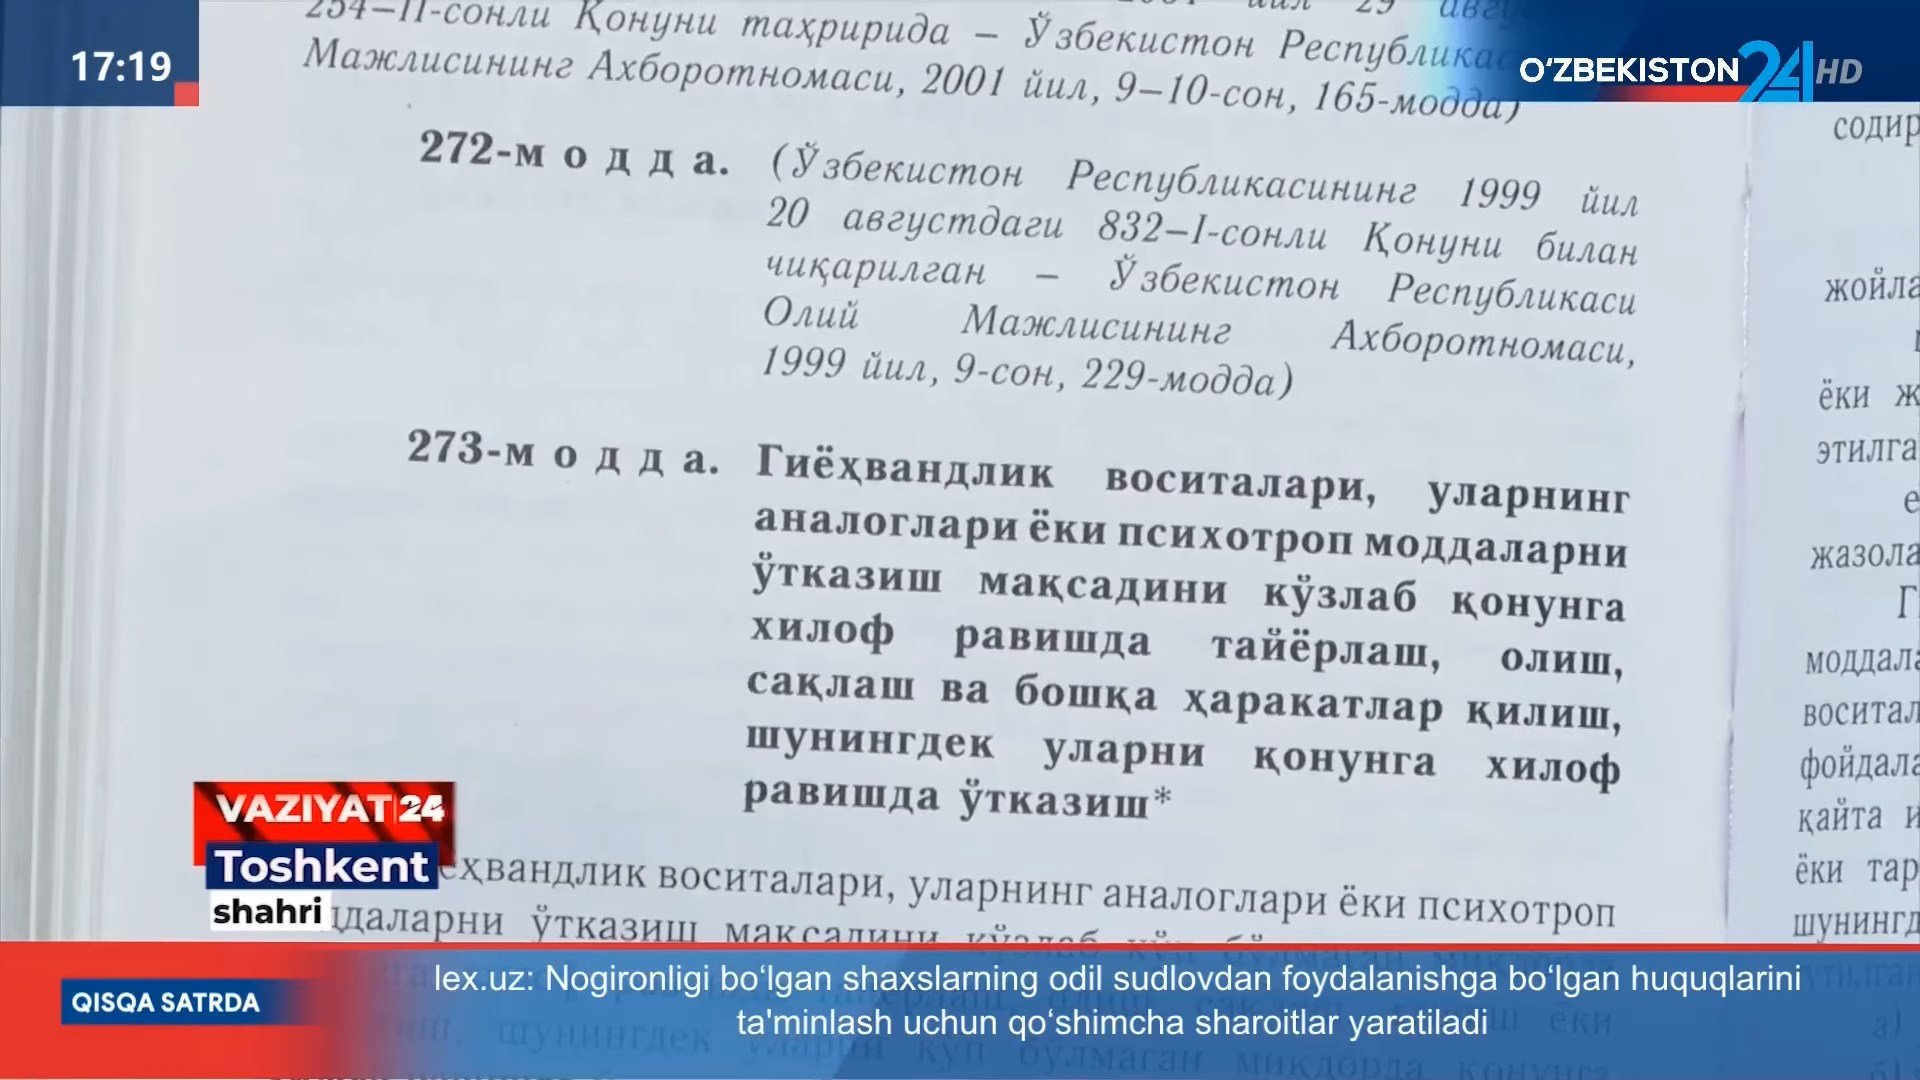 17:19
O‘ZBEKISTON 24 HD
254–II-сонли Қонуни таҳририда – Ўзбекистон
Мажлисининг Ахборотномаси, 2001 йил, 9–10-сон, 165-модда)
272-м о д д а. (Ўзбекистон Республикасининг 1999 йил
20 августдаги 832–I-сонли Қонуни билан
чиқарилган – Ўзбекистон Республикаси
Олий Мажлисининг Ахборотномаси,
1999 йил, 9-сон, 229-модда)
273-м о д д а. Гиёҳвандлик воситалари, уларнинг
аналоглари ёки психотроп моддаларни
ўтказиш мақсадини кўзлаб қонунга
хилоф равишда тайёрлаш, олиш,
сақлаш ва бошқа ҳаракатлар қилиш,
шунингдек уларни қонунга хилоф
равишда ўтказиш*
воситалари, уларнинг аналоглари ёки психотроп
ўтказиш мақсадини кўзлаб
содир
жойла
ёки ж
этилга
жазола
моддала
воситал
фойдала
қайта и
ёки тар
шунингд
VAZIYAT 24
Toshkent
shahri
QISQA SATRDA
lex.uz: Nogironligi bo‘lgan shaxslarning odil sudlovdan foydalanishga bo‘lgan huquqlarini
ta'minlash uchun qo‘shimcha sharoitlar yaratiladi